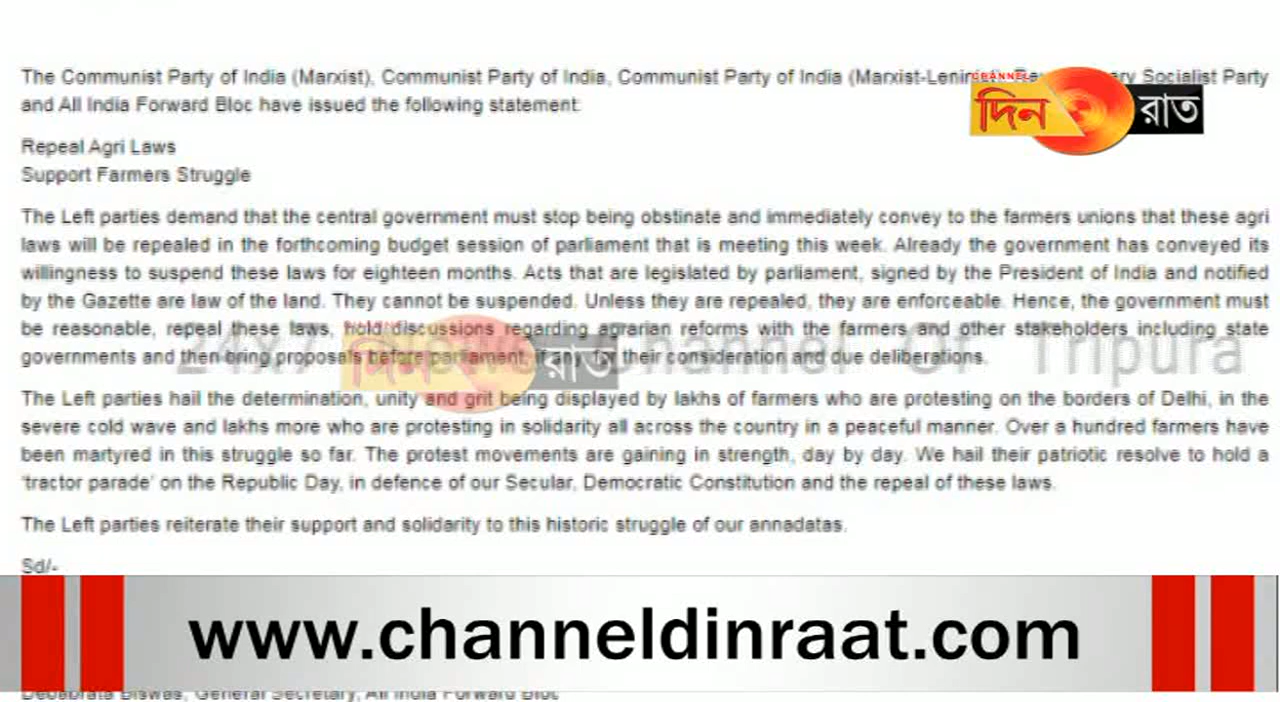 The Communist Party of India (Marxist), Communist Party of India, Communist Party of India (Marxist-Socialist Party
CHANNEL
দিন রাত
and All India Forward Bloc have issued the following statement:
Repeal Agri Laws
Support Farmers Struggle
The Left parties demand that the central government must stop being obstinate and immediately convey to the farmers unions that these agri
laws will be repealed in the forthcoming budget session of parliament that is meeting this week. Already the government has conveyed its
willingness to suspend these laws for eighteen months. Acts that are legislated by parliament, signed by the President of India and notified
by the Gazette are law of the land. They cannot be suspended. Unless they are repealed, they are enforceable. Hence, the government must
be reasonable, repeal these laws, hold discussions regarding agrarian reforms with the farmers and other stakeholders including state
governments and then bring proposals before parliament, if any, for their consideration and due deliberations.
24x7 News Channel Of Tripura
দিন রাত
The Left parties hail the determination, unity and grit being displayed by lakhs of farmers who are protesting on the borders of Delhi, in the
severe cold wave and lakhs more who are protesting in solidarity all across the country in a peaceful manner. Over a hundred farmers have
been martyred in this struggle so far. The protest movements are gaining in strength, day by day. We hail their patriotic resolve to hold a
'tractor parade' on the Republic Day, in defence of our Secular, Democratic Constitution and the repeal of these laws.
The Left parties reiterate their support and solidarity to this historic struggle of our annadatas.
Sd/-
www.channeldinraat.com
Debabrata Biswas, General Secretary, All India Forward Bloc